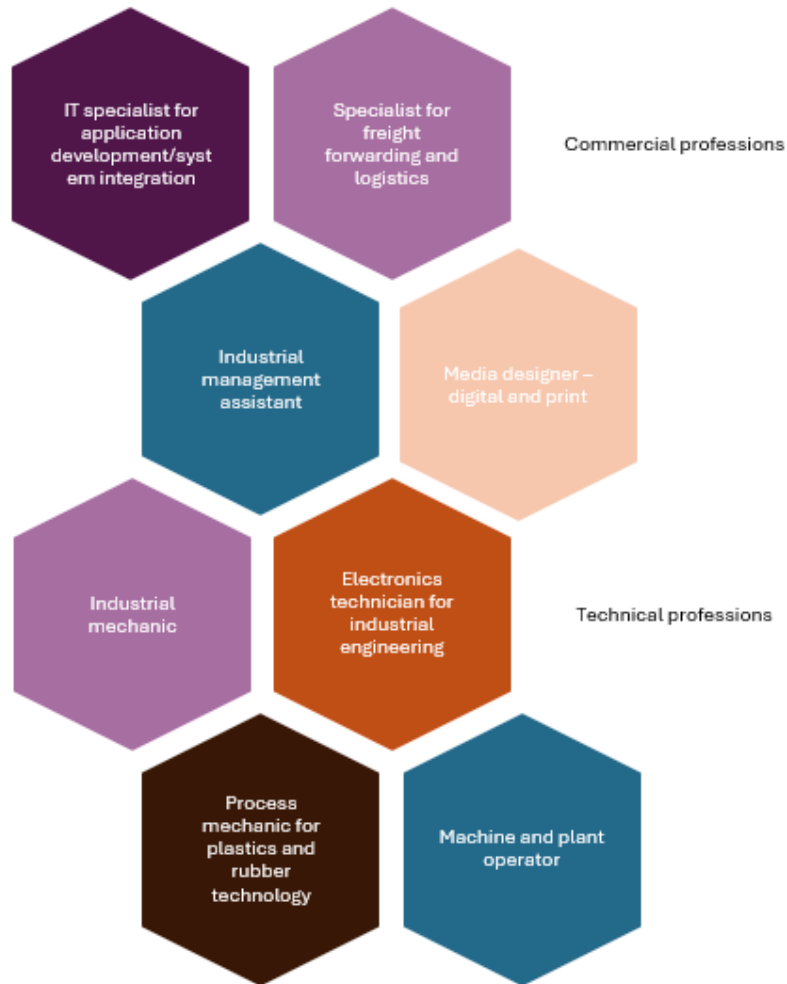 IT specialist for
application
development/syst
em integration
Specialist for
freight
forwarding and
logistics
Commercial professions
Industrial
management
assistant
Media designer –
digital and print
Industrial
mechanic
Electronics
technician for
industrial
engineering
Technical professions
Process
mechanic for
plastics and
rubber
technology
Machine and plant
operator